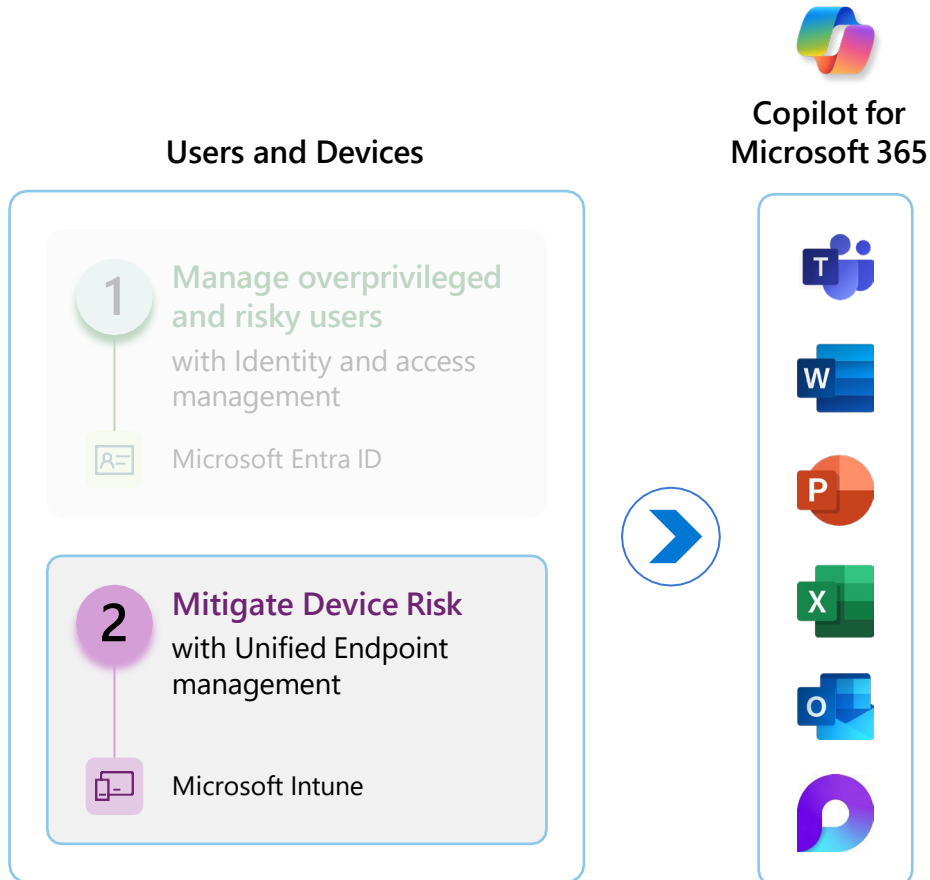 Copilot for
Microsoft 365
Users and Devices
1
Manage overprivileged
and risky users
with Identity and access
management
Microsoft Entra ID
2
Mitigate Device Risk
with Unified Endpoint
management
Microsoft Intune
T
W
P
X
O